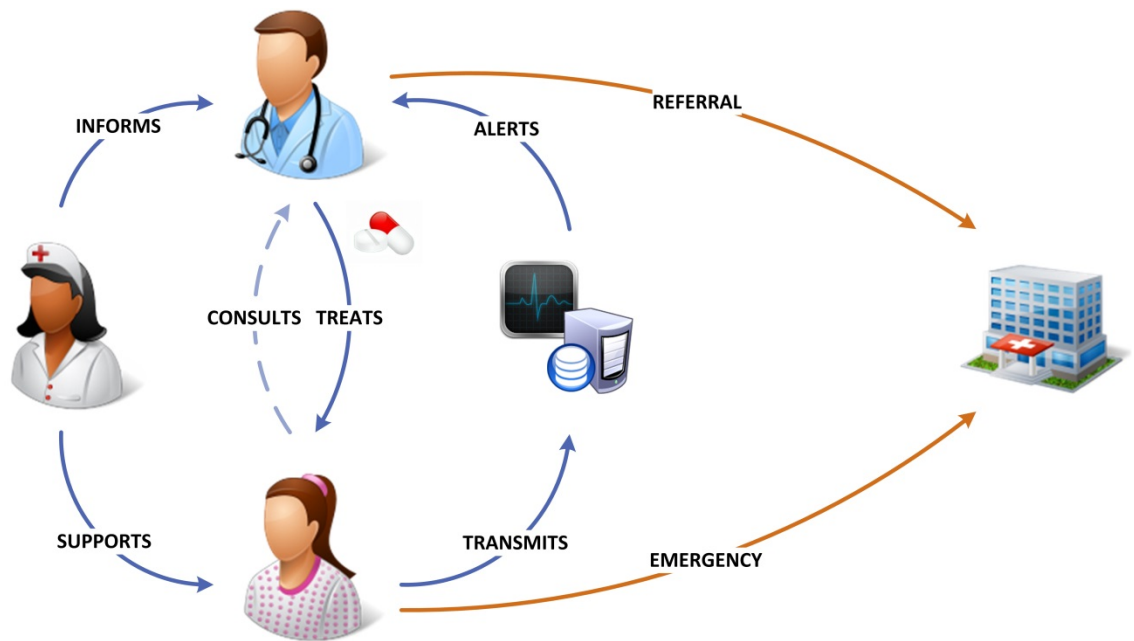 REFERRAL
INFORMS
ALERTS
CONSULTS
TREATS
SUPPORTS
TRANSMITS
EMERGENCY